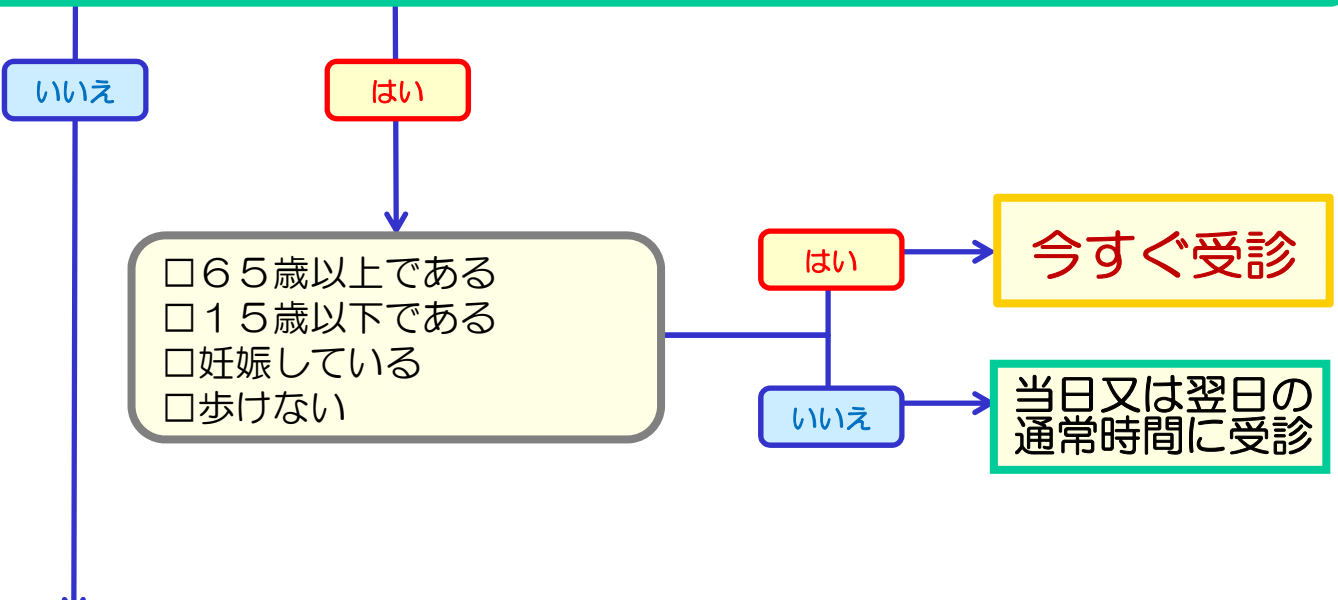 いいえ
はい
□６５歳以上である
□１５歳以下である
□妊娠している
□歩けない
はい
今すぐ受診
いいえ
当日又は翌日の
通常時間に受診